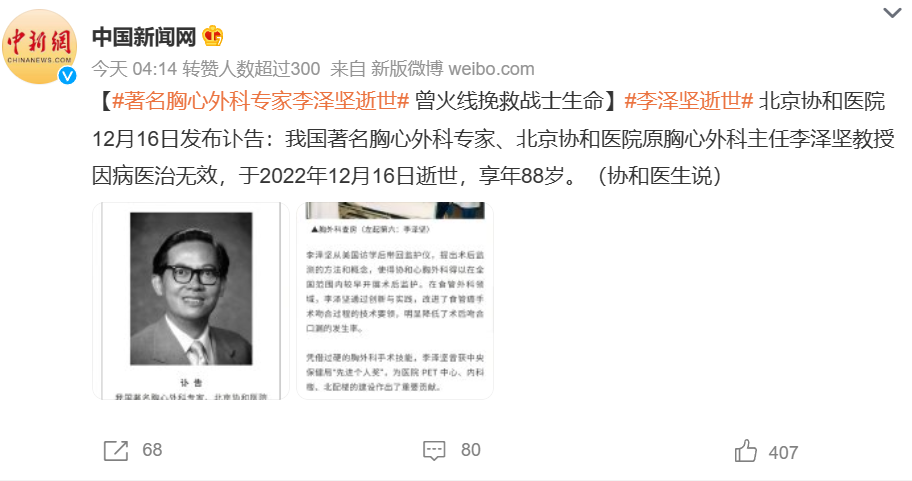 中新網
CHINANEWS.COM
中国新闻网
今天 04:14 转赞人数超过300 来自 新版微博 weibo.com
【#著名胸心外科专家李泽坚逝世# 曾火线挽救战士生命】#李泽坚逝世# 北京协和医院
12月16日发布讣告：我国著名胸心外科专家、北京协和医院原胸心外科主任李泽坚教授
因病医治无效，于2022年12月16日逝世，享年88岁。（协和医生说）
讣 告
我国著名胸心外科专家、北京协和医院
▲胸外科查房（左起第六：李泽坚）
李泽坚从美国访学后带回监护仪，提出术后监
测的方法和概念，使得协和心胸外科得以在全
国范围内较早开展术后监护。在食管外科领
域，李泽坚通过创新与实践，改进了食管癌手
术吻合过程的技术要领，明显降低了术后吻合
口漏的发生率。
凭借过硬的胸外科手术技能，李泽坚曾获中央
保健局“先进个人奖”，为医院 PET 中心、内科
楼、北配楼的建设作出了重要贡献。
68
80
407